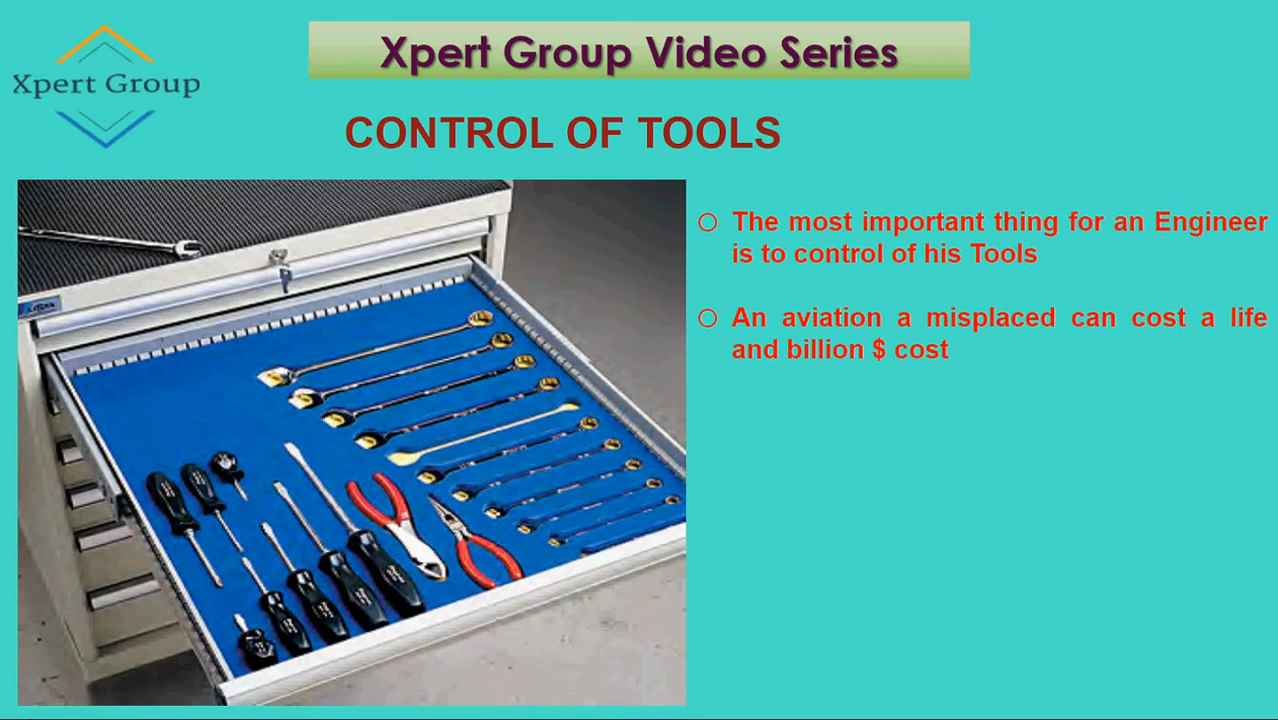 Xpert Group Video Series
Xpert Group
CONTROL OF TOOLS
The most important thing for an Engineer
is to control of his Tools
An aviation a misplaced can cost a life
and billion $ cost